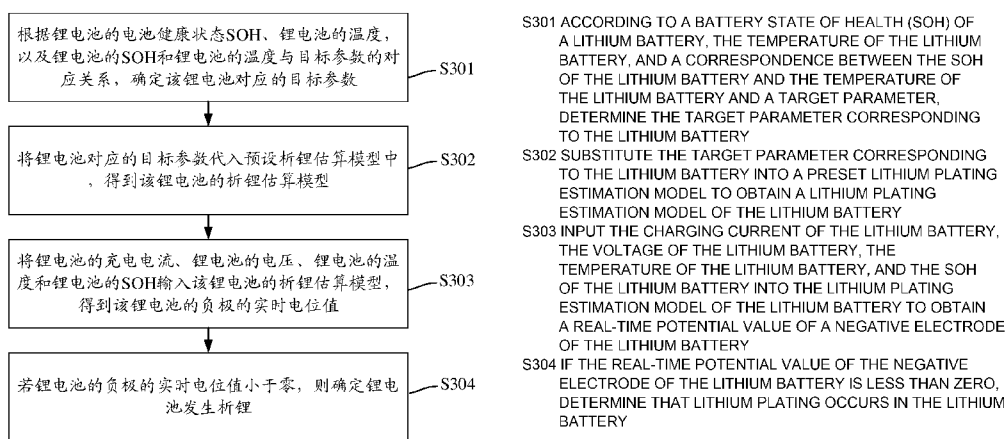 根据锂电池的电池健康状态SOH、锂电池的温度,
以及锂电池的SOH和锂电池的温度与目标参数的对
应关系,确定该锂电池对应的目标参数
S301
将锂电池对应的目标参数代入预设析锂估算模型中
,得到该锂电池的析锂估算模型
S302
将锂电池的充电电流、锂电池的电压、锂电池的温
度和锂电池的SOH输入该锂电池的析锂估算模型,
得到该锂电池的负极的实时电位值
S303
若锂电池的负极的实时电位值小于零,则确定锂电
池发生析锂
S304
S301 ACCORDING TO A BATTERY STATE OF HEALTH (SOH) OF
A LITHIUM BATTERY, THE TEMPERATURE OF THE LITHIUM
BATTERY, AND A CORRESPONDENCE BETWEEN THE SOH
OF THE LITHIUM BATTERY AND THE TEMPERATURE OF
THE LITHIUM BATTERY AND A TARGET PARAMETER,
DETERMINE THE TARGET PARAMETER CORRESPONDING
TO THE LITHIUM BATTERY
S302 SUBSTITUTE THE TARGET PARAMETER CORRESPONDING
TO THE LITHIUM BATTERY INTO A PRESET LITHIUM PLATING
ESTIMATION MODEL TO OBTAIN A LITHIUM PLATING
ESTIMATION MODEL OF THE LITHIUM BATTERY
S303 INPUT THE CHARGING CURRENT OF THE LITHIUM BATTERY,
THE VOLTAGE OF THE LITHIUM BATTERY, THE
TEMPERATURE OF THE LITHIUM BATTERY, AND THE SOH
OF THE LITHIUM BATTERY INTO THE LITHIUM PLATING
ESTIMATION MODEL OF THE LITHIUM BATTERY TO OBTAIN
A REAL-TIME POTENTIAL VALUE OF A NEGATIVE ELECTRODE
OF THE LITHIUM BATTERY
S304 IF THE REAL-TIME POTENTIAL VALUE OF THE NEGATIVE
ELECTRODE OF THE LITHIUM BATTERY IS LESS THAN ZERO,
DETERMINE THAT LITHIUM PLATING OCCURS IN THE LITHIUM
BATTERY